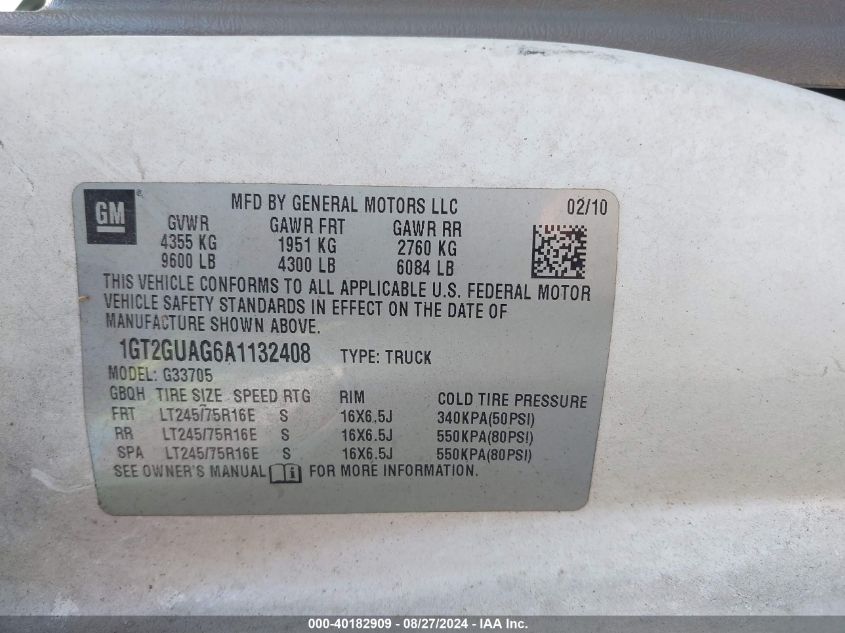 GM ® MFD BY GENERAL MOTORS LLC 02/10
GVWR GAWR FRT GAWR RR
4355 KG 1951 KG 2760 KG
9600 LB 4300 LB 6084 LB
THIS VEHICLE CONFORMS TO ALL APPLICABLE U.S. FEDERAL MOTOR
VEHICLE SAFETY STANDARDS IN EFFECT ON THE DATE OF
MANUFACTURE SHOWN ABOVE.
1GT2GUAG6A1132408 TYPE: TRUCK
MODEL: G33705
GBQH TIRE SIZE SPEED RTG RIM COLD TIRE PRESSURE
FRT LT245/75R16E S 16X6.5J 340KPA(50PSI)
RR LT245/75R16E S 16X6.5J 550KPA(80PSI)
SPA LT245/75R16E S 16X6.5J 550KPA(80PSI)
SEE OWNER'S MANUAL FOR MORE INFORMATION.
000-40182909 - 08/27/2024 - IAA Inc.